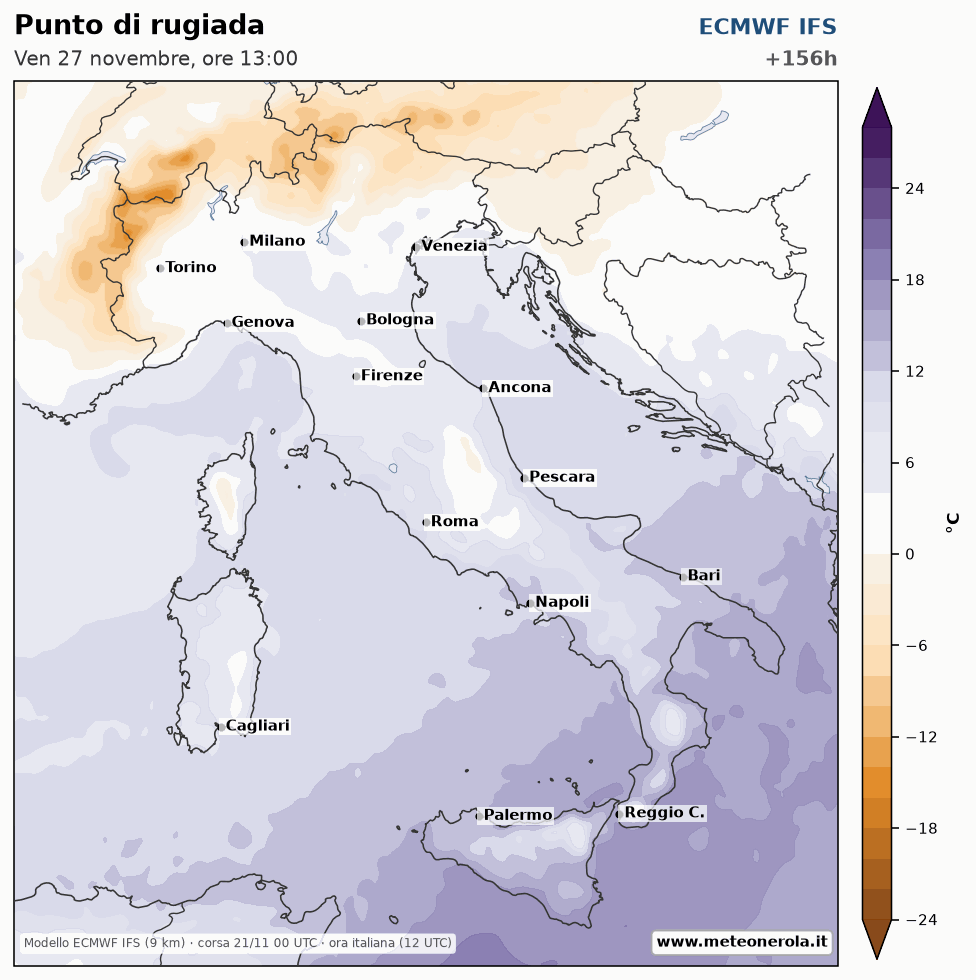 Punto di rugiada
ECMWF IFS
Ven 27 novembre, ore 13:00
+156h
Milano
Venezia
Torino
Genova
Bologna
Firenze
Ancona
Pescara
Roma
Bari
Napoli
Cagliari
Palermo
Reggio C.
24
18
12
6
0
−6
−12
−18
−24
°C
Modello ECMWF IFS (9 km) · corsa 21/11 00 UTC · ora italiana (12 UTC)
www.meteonerola.it